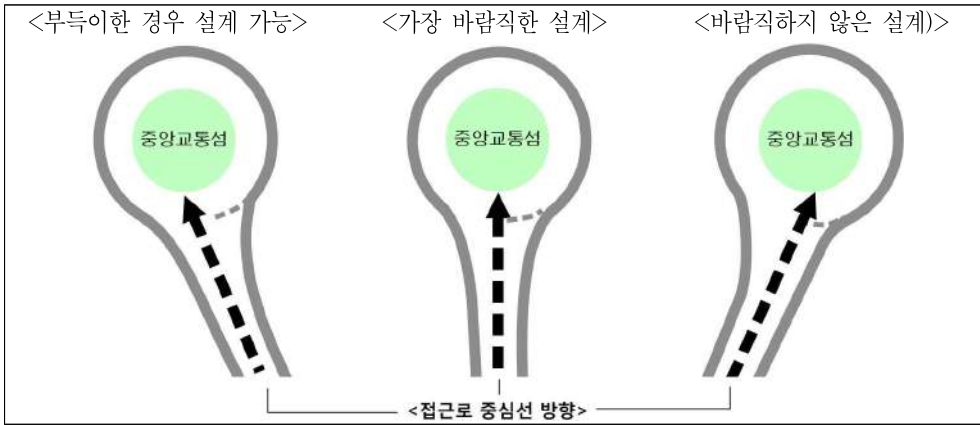 <부득이한 경우 설계 가능>
<가장 바람직한 설계>
<바람직하지 않은 설계)>
중앙교통섬
중앙교통섬
중앙교통섬
<접근로 중심선 방향>